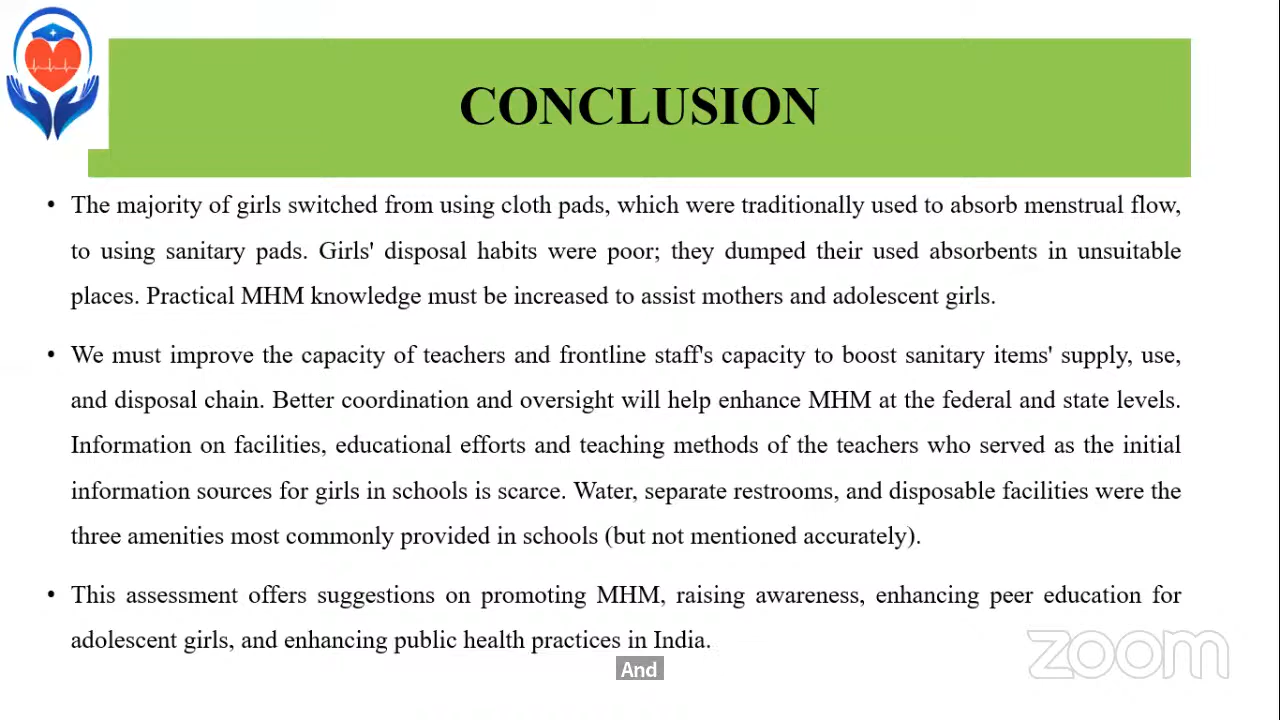 CONCLUSION
• The majority of girls switched from using cloth pads, which were traditionally used to absorb menstrual flow,
to using sanitary pads. Girls' disposal habits were poor; they dumped their used absorbents in unsuitable
places. Practical MHM knowledge must be increased to assist mothers and adolescent girls.
• We must improve the capacity of teachers and frontline staff's capacity to boost sanitary items' supply, use,
and disposal chain. Better coordination and oversight will help enhance MHM at the federal and state levels.
Information on facilities, educational efforts and teaching methods of the teachers who served as the initial
information sources for girls in schools is scarce. Water, separate restrooms, and disposable facilities were the
three amenities most commonly provided in schools (but not mentioned accurately).
• This assessment offers suggestions on promoting MHM, raising awareness, enhancing peer education for
adolescent girls, and enhancing public health practices in India.
zoom
And